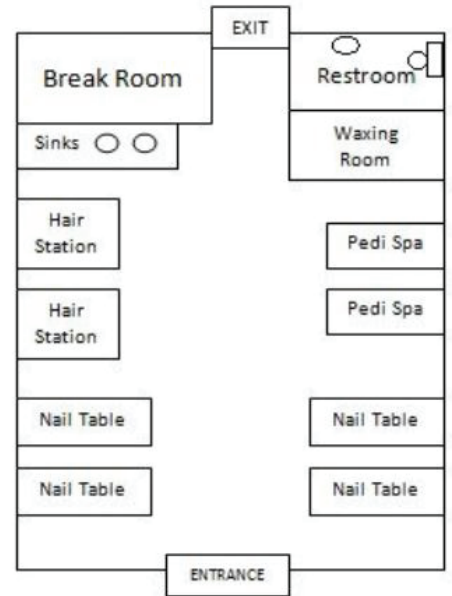 EXIT
Break Room
Restroom
Sinks
Waxing
Room
Hair
Station
Pedi Spa
Hair
Station
Pedi Spa
Nail Table
Nail Table
Nail Table
Nail Table
ENTRANCE